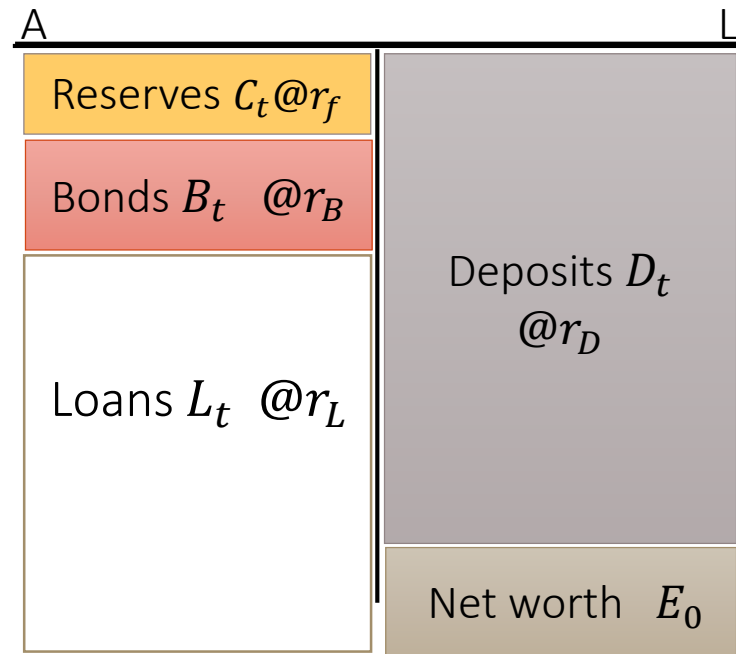 A L
Reserves $C_t$@$r_f$
Bonds $B_t$ @$r_B$
Loans $L_t$ @$r_L$
Deposits $D_t$
@$r_D$
Net worth $E_0$